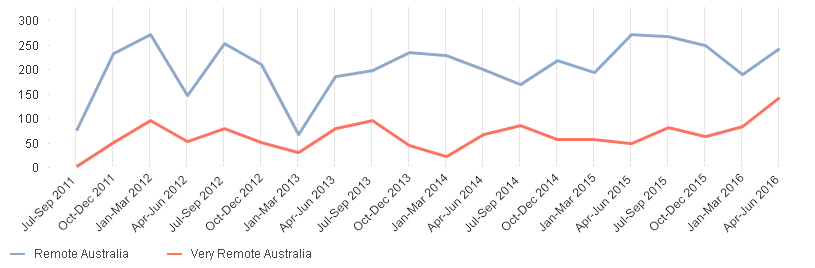 300
250
200
150
100
50
0
Jul-Sep 2011
Oct-Dec 2011
Jan-Mar 2012
Apr-Jun 2012
Jul-Sep 2012
Oct-Dec 2012
Jan-Mar 2013
Apr-Jun 2013
Jul-Sep 2013
Oct-Dec 2013
Jan-Mar 2014
Apr-Jun 2014
Jul-Sep 2014
Oct-Dec 2014
Jan-Mar 2015
Apr-Jun 2015
Jul-Sep 2015
Oct-Dec 2015
Jan-Mar 2016
Apr-Jun 2016
Remote Australia
Very Remote Australia